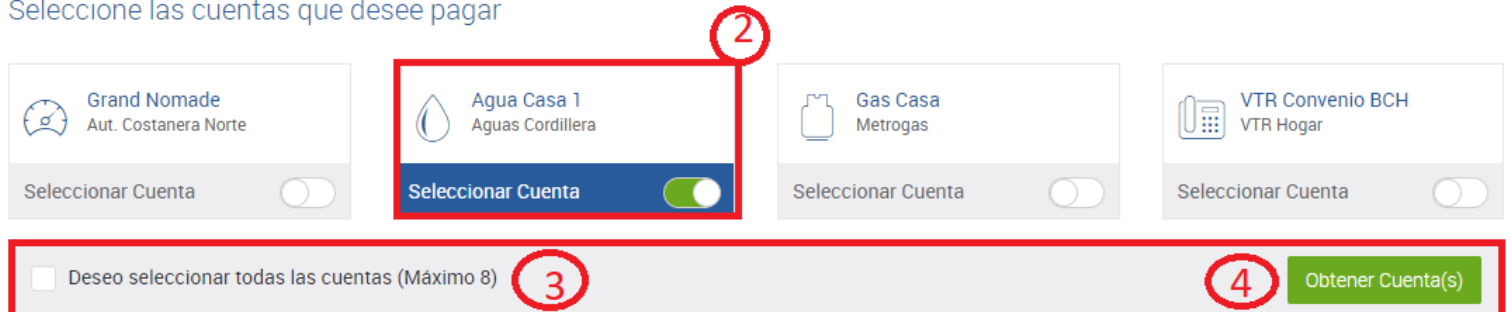 Seleccione las cuentas que desee pagar
2
Grand Nomade
Aut. Costanera Norte
Seleccionar Cuenta
Agua Casa 1
Aguas Cordillera
Seleccionar Cuenta
Gas Casa
Metrogas
Seleccionar Cuenta
VTR Convenio BCH
VTR Hogar
Seleccionar Cuenta
Deseo seleccionar todas las cuentas (Máximo 8)
3
4
Obtener Cuenta(s)